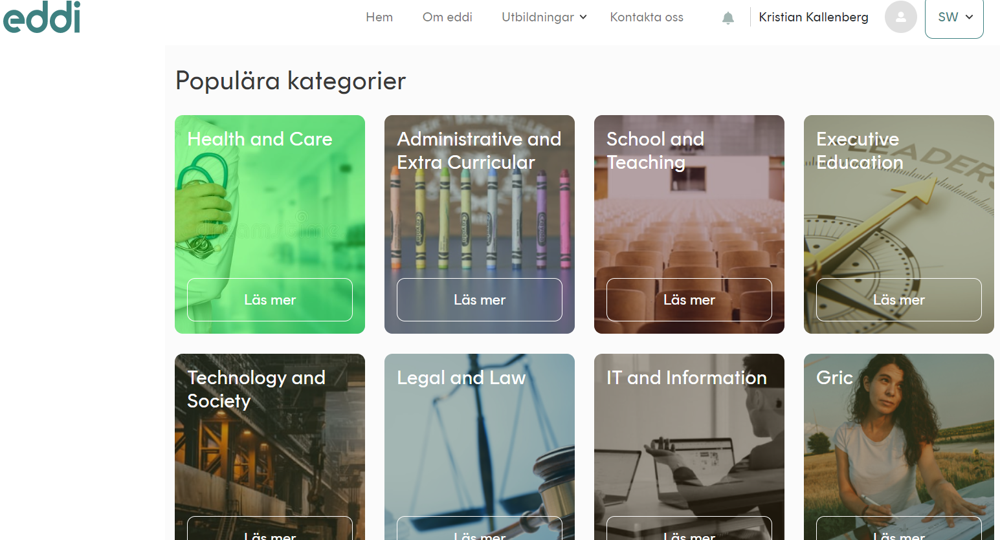 eddi
Hem
Om eddi
Utbildningar
Kontakta oss
Kristian Kallenberg
SW
Populära kategorier
Health and Care
Läs mer
Administrative and
Extra Curricular
Läs mer
School and
Teaching
Läs mer
LEADERS
Executive
Education
Läs mer
Technology and
Society
Läs mer
Legal and Law
Läs mer
IT and Information
Läs mer
Gric
Läs mer